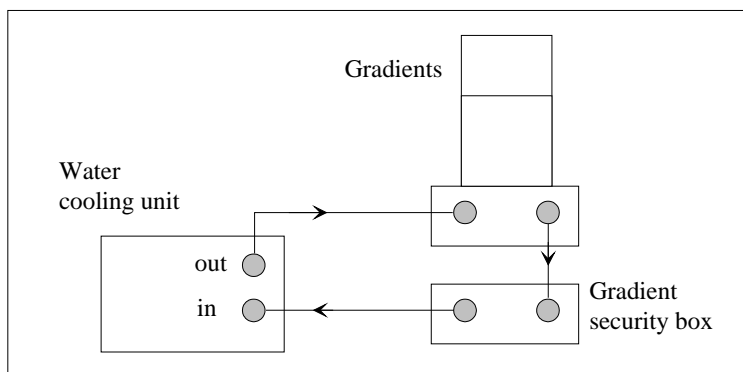 Gradients
Water
cooling unit
out
in
Gradient
security box